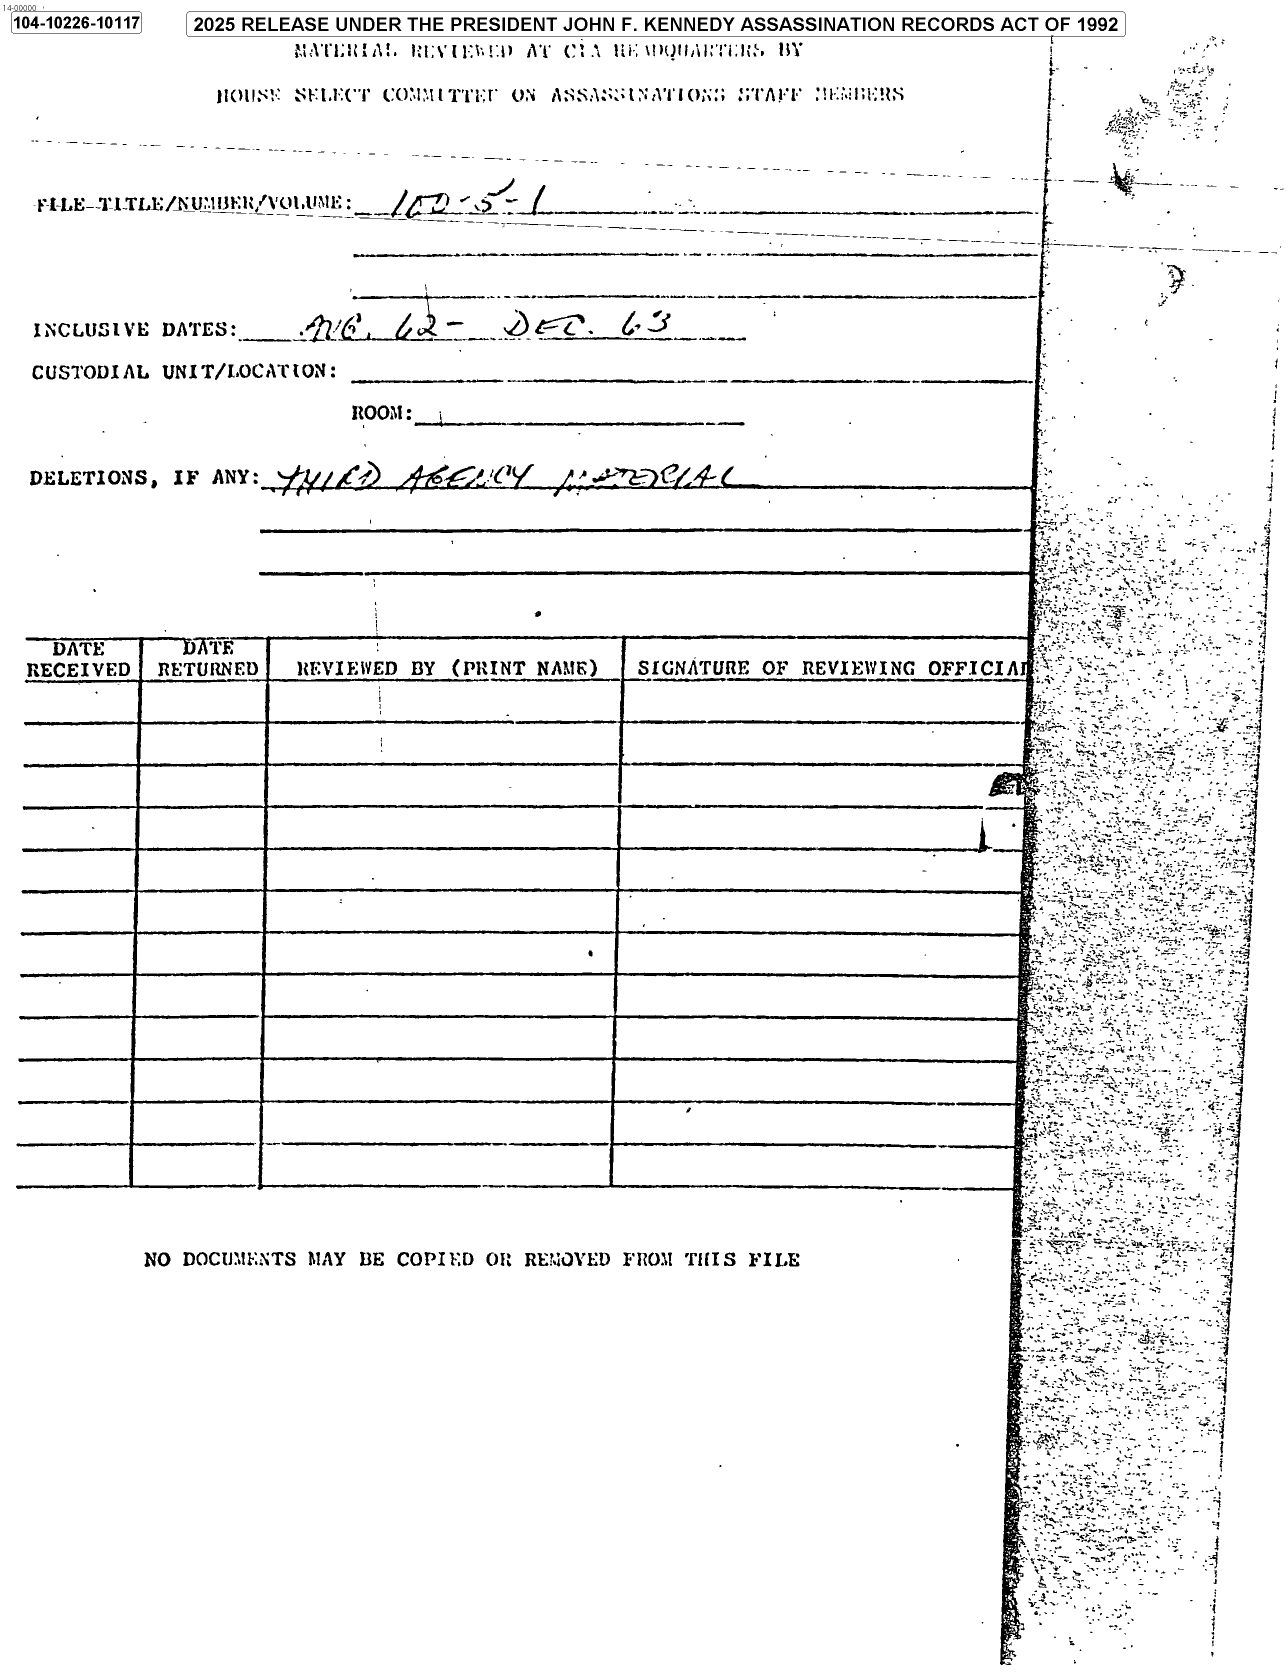 14-00000
104-10226-10117
2025 RELEASE UNDER THE PRESIDENT JOHN F. KENNEDY ASSASSINATION RECORDS ACT OF 1992
MATERIAL REVIEWED AT CIA HEADQUARTERS BY
HOUSE SELECT COMMITTEE ON ASSASSINATIONS STAFF MEMBERS
FILE TITLE/NUMBER/VOLUME: 100-5-1
INCLUSIVE DATES: AUG. 62 - DEC. 63
CUSTODIAL UNIT/LOCATION:
ROOM:
DELETIONS, IF ANY: THIRD AGENCY MATERIAL
DATE RECEIVED
DATE RETURNED
REVIEWED BY (PRINT NAME)
SIGNATURE OF REVIEWING OFFICIAL
NO DOCUMENTS MAY BE COPIED OR REMOVED FROM THIS FILE